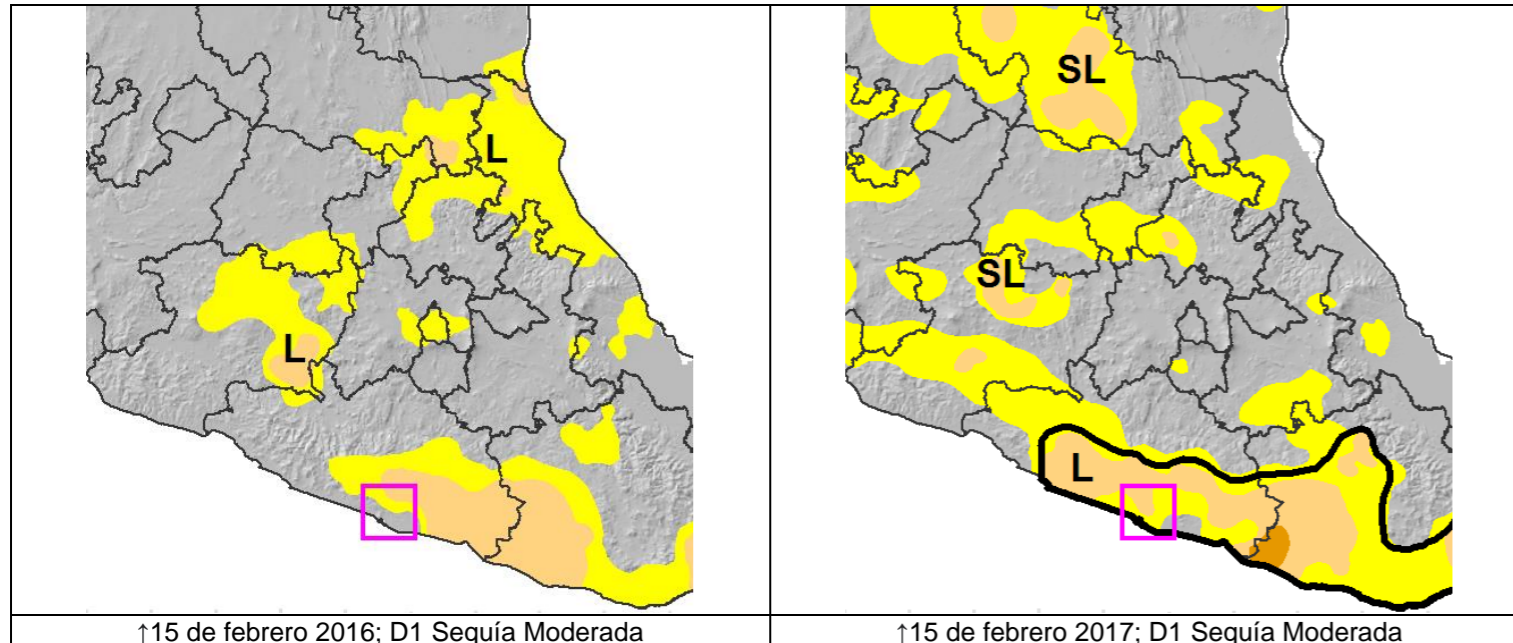 L
L
↑15 de febrero 2016; D1 Sequía Moderada
SL
SL
L
↑15 de febrero 2017; D1 Sequía Moderada